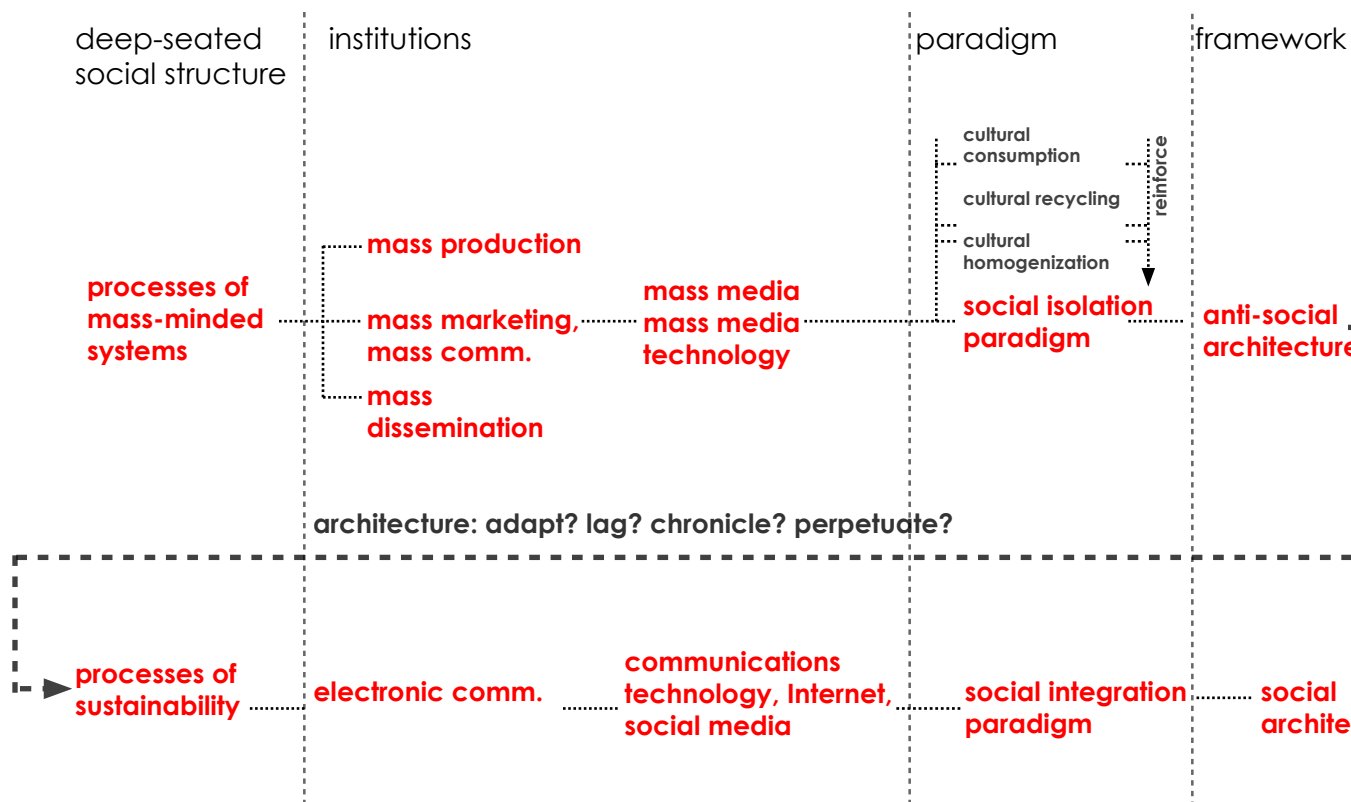 deep-seated
social structure
institutions
paradigm
framework
cultural
consumption
cultural recycling
cultural
homogenization
reinforce
mass production
processes of
mass-minded
systems
mass marketing,
mass comm.
mass
dissemination
mass media
mass media
technology
social isolation
paradigm
anti-social
architecture
architecture: adapt? lag? chronicle? perpetuate?
processes of
sustainability
electronic comm.
communications
technology, Internet,
social media
social integration
paradigm
social
archite